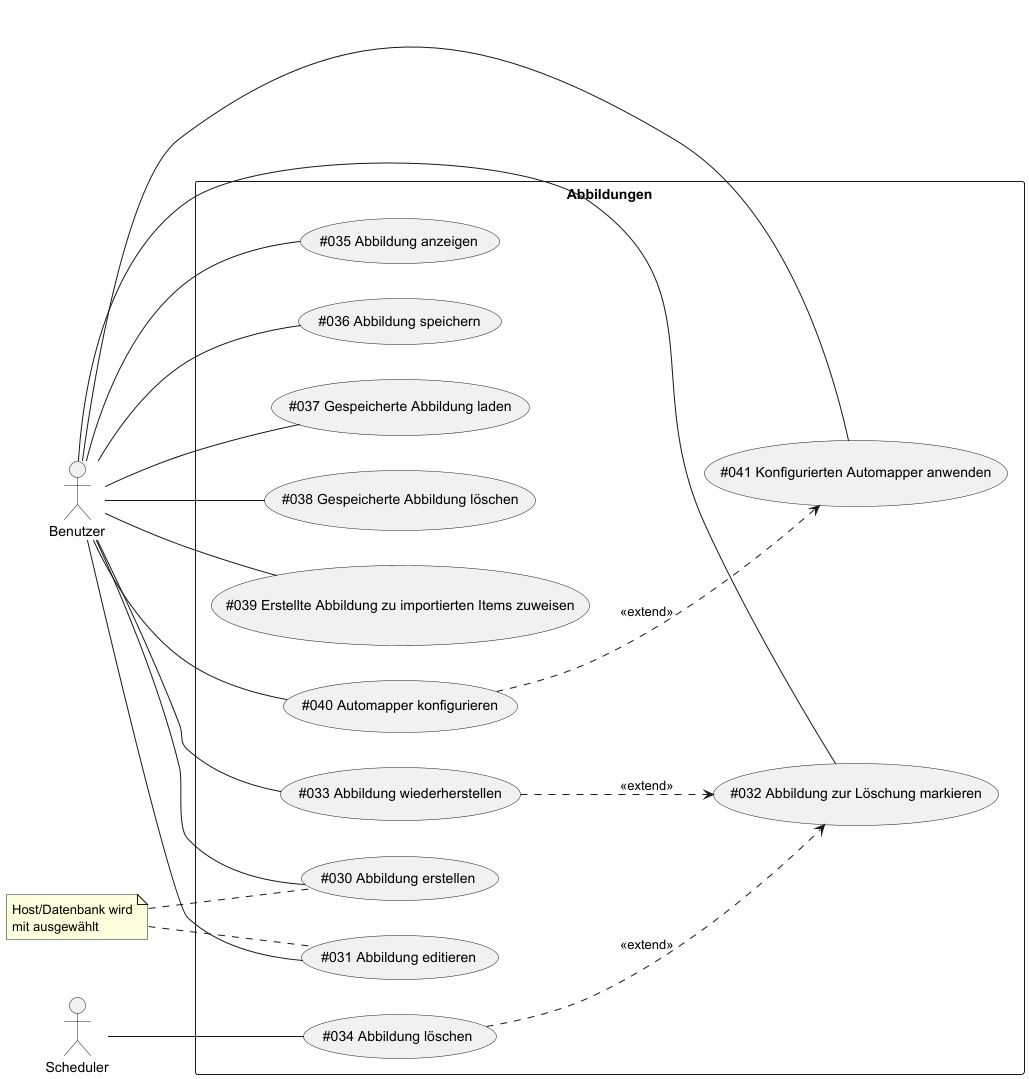 Abbildungen
#035 Abbildung anzeigen
#036 Abbildung speichern
#037 Gespeicherte Abbildung laden
#041 Konfigurierten Automapper anwenden
#038 Gespeicherte Abbildung löschen
Benutzer
#039 Erstellte Abbildung zu importierten Items zuweisen
«extend»
#040 Automapper konfigurieren
«extend»
#033 Abbildung wiederherstellen
#032 Abbildung zur Löschung markieren
#030 Abbildung erstellen
Host/Datenbank wird
mit ausgewählt
«extend»
#031 Abbildung editieren
#034 Abbildung löschen
Scheduler